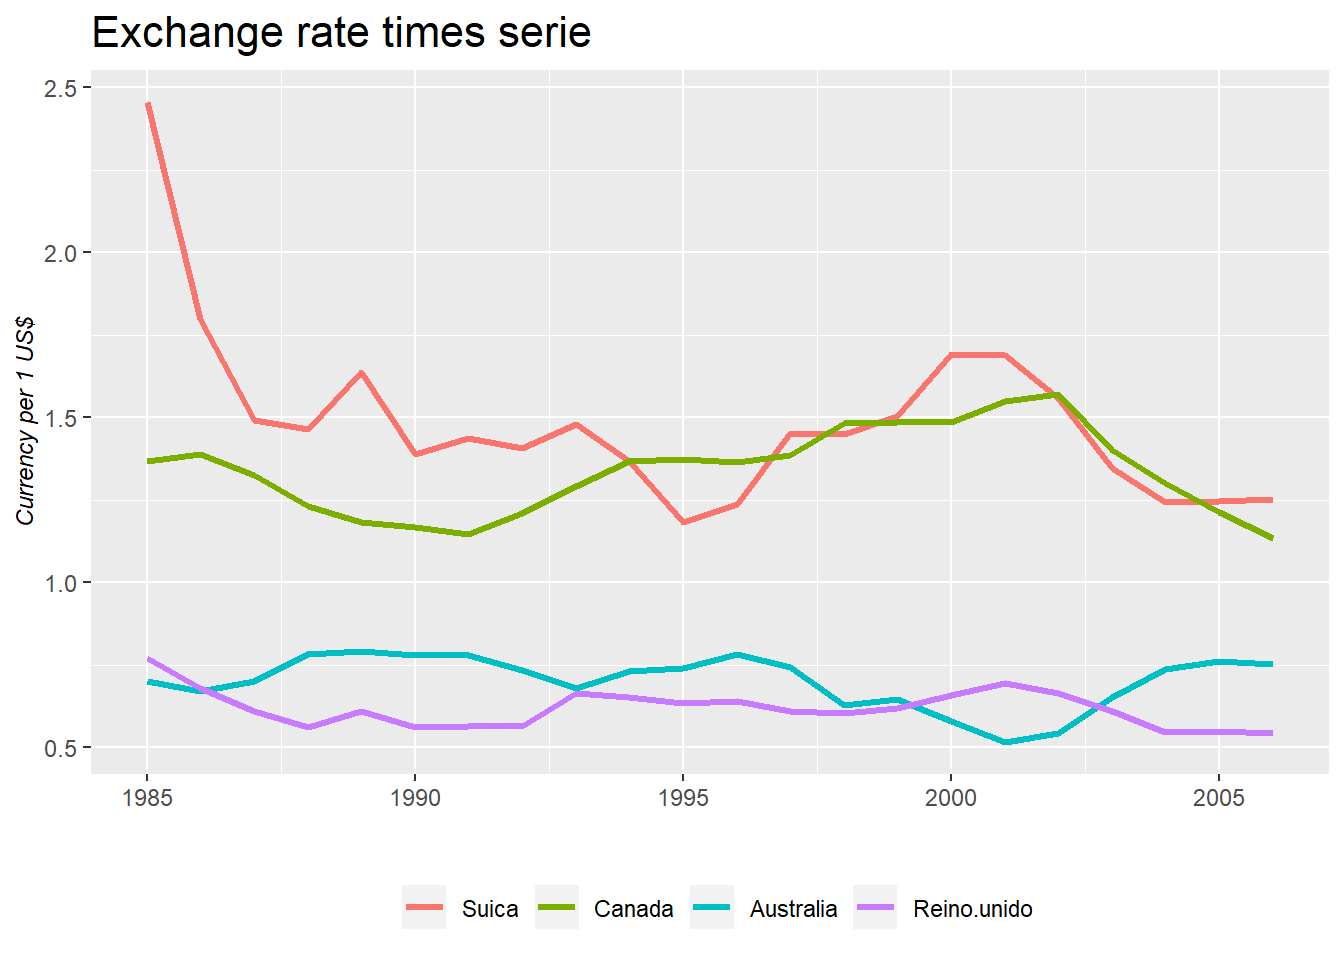 Exchange rate times serie
2.5
2.0
1.5
1.0
0.5
Currency per 1 US$
1985 1990 1995 2000 2005
Suica Canada Australia Reino.unido